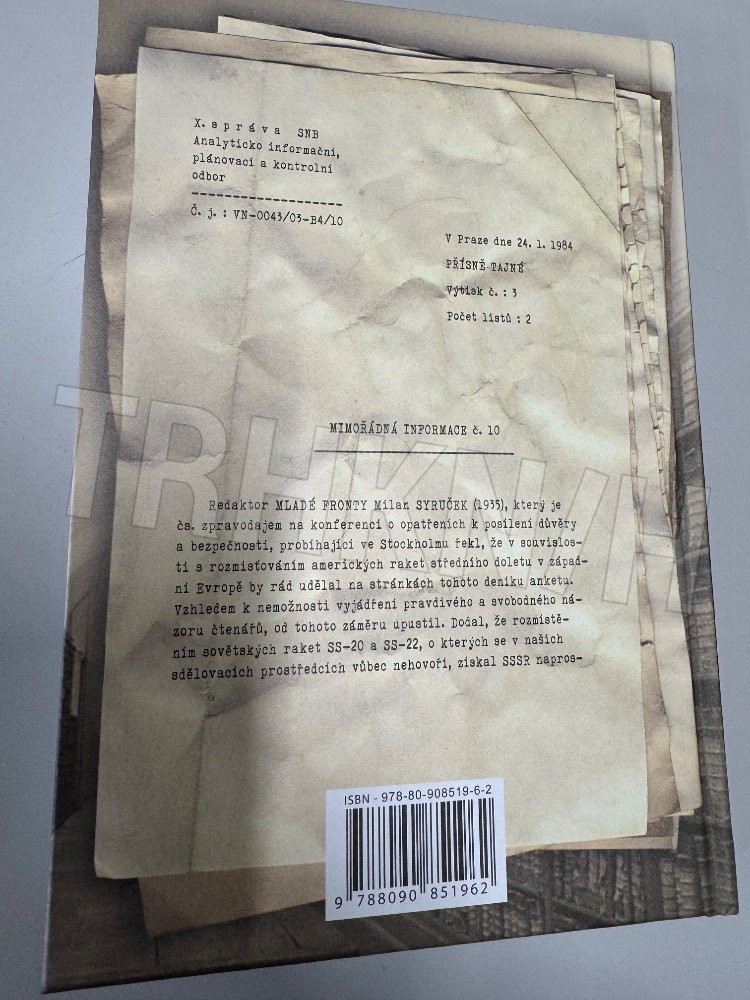 X. správa SNB
Analyticko informační,
plánovací a kontrolní
odbor
--------------------
Č. j. : VN-0043/03-B4/10
V Praze dne 24. 1. 1984
PŘÍSNĚ TAJNÉ
Výtisk č. : 3
Počet listů : 2
TRHKNIH
MIMOŘÁDNÁ INFORMACE č. 10
Redaktor MLADÉ FRONTY Milan SYRUČEK (1935), který je
čs. zpravodajem na konferenci o opatřeních k posílení důvěry
a bezpečnosti, probíhající ve Stockholmu řekl, že v souvislos-
ti s rozmisťováním amerických raket středního doletu v západ-
ní Evropě by rád udělal na stránkách tohoto deníku anketu.
Vzhledem k nemožnosti vyjádření pravdivého a svobodného ná-
zoru čtenářů, od tohoto záměru upustil. Dodal, že rozmístě-
ním sovětských raket SS-20 a SS-22, o kterých se v našich
sdělovacích prostředcích vůbec nehovoří, získal SSSR napros-
ISBN - 978-80-908519-6-2
9 788090 851962